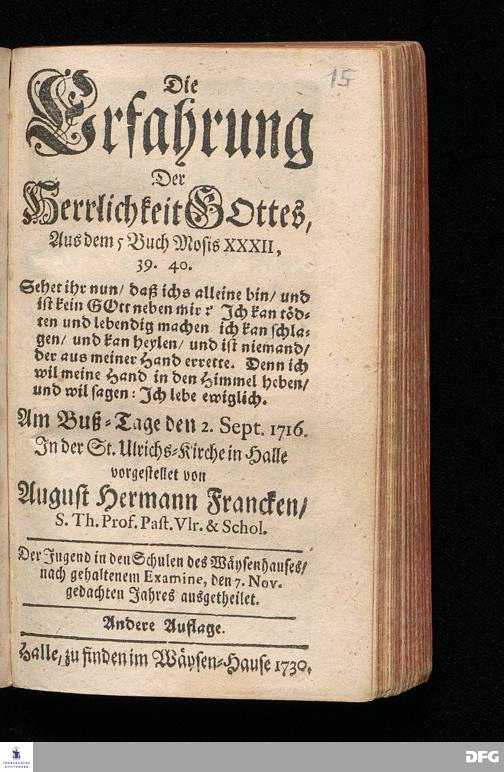 15
Die
Erfahrung
Der
Herrlichkeit GOttes,
Aus dem 5 Buch Mosis XXXII,
39. 40.
Sehet ihr nun/ daß ichs alleine bin/ und
ist kein GOtt neben mir? Ich kan töd-
ten und lebendig machen ich kan schla-
gen/ und kan heylen/ und ist niemand/
der aus meiner Hand errette. Denn ich
wil meine Hand in den Himmel heben/
und wil sagen: Ich lebe ewiglich.
Am Buß-Tage den 2. Sept. 1716.
In der St. Ulrichs-Kirche in Halle
vorgestellet von
August Hermann Francken/
S. Th. Prof. Past. Vlr. & Schol.
Der Jugend in den Schulen des Wäysenhauses/
nach gehaltenem Examine, den 7. Nov.
gedachten Jahres ausgetheilet.
Andere Auflage.
Halle, zu finden im Wäysen-Hause 1730.
FRANCKESCHE
STIFTUNGEN
DFG